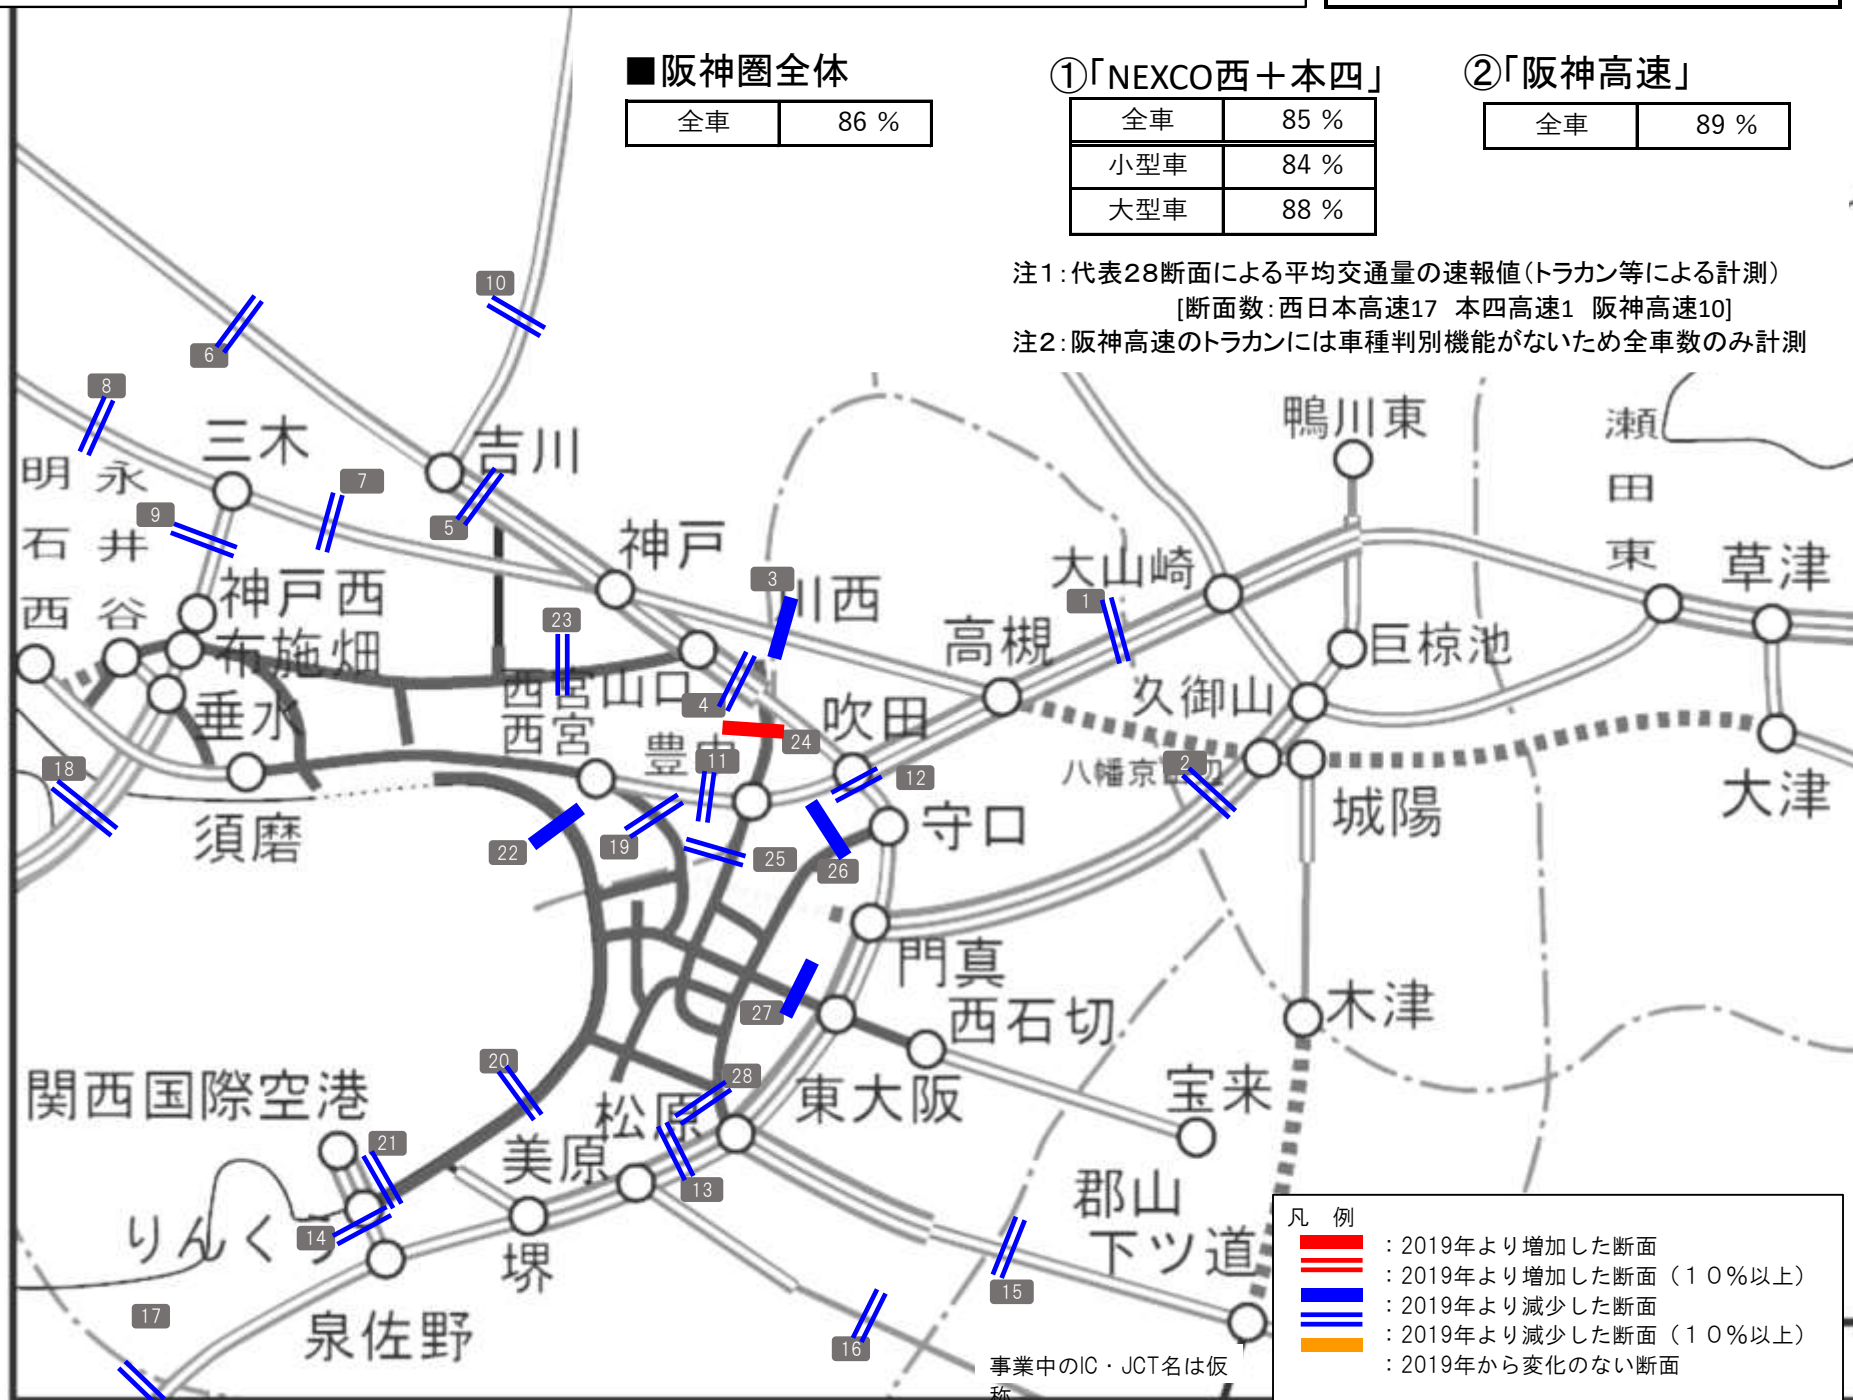 ■阪神圏全体
全車 86 %
①「NEXCO西＋本四」
全車 85 %
小型車 84 %
大型車 88 %
②「阪神高速」
全車 89 %
注１：代表２８断面による平均交通量の速報値（トラカン等による計測）
[断面数：西日本高速17 本四高速1 阪神高速10]
注２：阪神高速のトラカンには車種判別機能がないため全車数のみ計測
10
6
8
三木
吉川
鴨川東
瀬田東
明石西
永井谷
7
9
5
神戸
3
川西
大山崎
1
草津
神戸西
布施畑
23
高槻
巨椋池
西宮山口
4
久御山
垂水
西宮
吹田
24
豊中
11
12
八幡京田辺
2
18
大津
須磨
城陽
守口
22
19
25
26
門真
27
西石切
木津
20
28
関西国際空港
松原
東大阪
宝来
21
美原
13
郡山
りんくう
14
下ツ道
堺
15
17
泉佐野
16
事業中のIC・JCT名は仮
称
凡 例
：2019年より増加した断面
：2019年より増加した断面（１０％以上）
：2019年より減少した断面
：2019年より減少した断面（１０％以上）
：2019年から変化のない断面